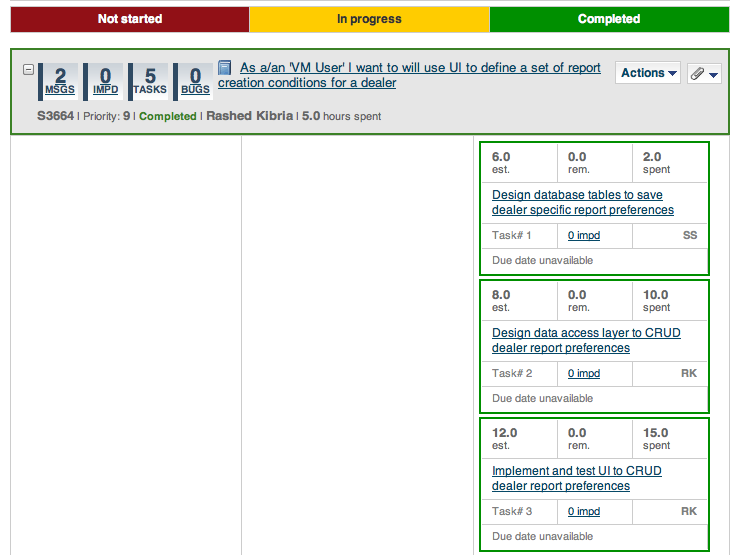 Not started In progress Completed
2 0 5 0
MSGS IMPD TASKS BUGS
As a/an 'VM User' I want to will use UI to define a set of report
creation conditions for a dealer
Actions
S3664 | Priority: 9 | Completed | Rashed Kibria | 5.0 hours spent
6.0 0.0 2.0
est. rem. spent
Design database tables to save
dealer specific report preferences
Task# 1 0 impd SS
Due date unavailable
8.0 0.0 10.0
est. rem. spent
Design data access layer to CRUD
dealer report preferences
Task# 2 0 impd RK
Due date unavailable
12.0 0.0 15.0
est. rem. spent
Implement and test UI to CRUD
dealer report preferences
Task# 3 0 impd RK
Due date unavailable